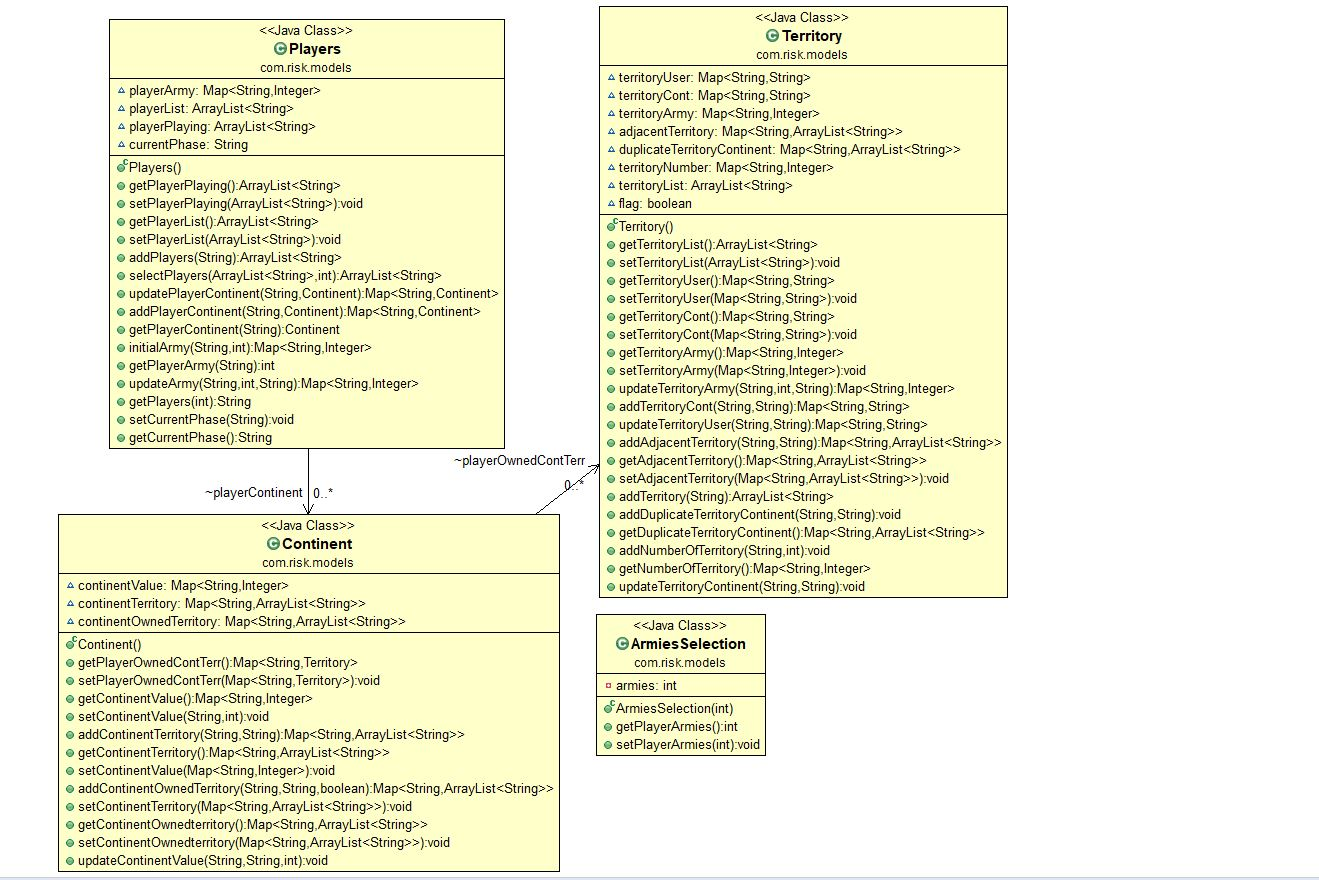 <<Java Class>>
Players
com.risk.models
playerArmy: Map<String,Integer>
playerList: ArrayList<String>
playerPlaying: ArrayList<String>
currentPhase: String
Players()
getPlayerPlaying():ArrayList<String>
setPlayerPlaying(ArrayList<String>):void
getPlayerList():ArrayList<String>
setPlayerList(ArrayList<String>):void
addPlayers(String):ArrayList<String>
selectPlayers(ArrayList<String>,int):ArrayList<String>
updatePlayerContinent(String,Continent):Map<String,Continent>
addPlayerContinent(String,Continent):Map<String,Continent>
getPlayerContinent(String):Continent
initialArmy(String,int):Map<String,Integer>
getPlayerArmy(String):int
updateArmy(String,int,String):Map<String,Integer>
getPlayers(int):String
setCurrentPhase(String):void
getCurrentPhase():String
<<Java Class>>
Territory
com.risk.models
territoryUser: Map<String,String>
territoryCont: Map<String,String>
territoryArmy: Map<String,Integer>
adjacentTerritory: Map<String,ArrayList<String>>
duplicateTerritoryContinent: Map<String,ArrayList<String>>
territoryNumber: Map<String,Integer>
territoryList: ArrayList<String>
flag: boolean
Territory()
getTerritoryList():ArrayList<String>
setTerritoryList(ArrayList<String>):void
getTerritoryUser():Map<String,String>
setTerritoryUser(Map<String,String>):void
getTerritoryCont():Map<String,String>
setTerritoryCont(Map<String,String>):void
getTerritoryArmy():Map<String,Integer>
setTerritoryArmy(Map<String,Integer>):void
updateTerritoryArmy(String,int,String):Map<String,Integer>
addTerritoryCont(String,String):Map<String,String>
updateTerritoryUser(String,String):Map<String,String>
addAdjacentTerritory(String,String):Map<String,ArrayList<String>>
getAdjacentTerritory():Map<String,ArrayList<String>>
setAdjacentTerritory(Map<String,ArrayList<String>>):void
addTerritory(String):ArrayList<String>
addDuplicateTerritoryContinent(String,String):void
getDuplicateTerritoryContinent():Map<String,ArrayList<String>>
addNumberOfTerritory(String,int):void
getNumberOfTerritory():Map<String,Integer>
updateTerritoryContinent(String,String):void
~playerOwnedContTerr
0..*
~playerContinent
0..*
<<Java Class>>
Continent
com.risk.models
continentValue: Map<String,Integer>
continentTerritory: Map<String,ArrayList<String>>
continentOwnedTerritory: Map<String,ArrayList<String>>
Continent()
getPlayerOwnedContTerr():Map<String,Territory>
setPlayerOwnedContTerr(Map<String,Territory>):void
getContinentValue():Map<String,Integer>
setContinentValue(String,int):void
addContinentTerritory(String,String):Map<String,ArrayList<String>>
getContinentTerritory():Map<String,ArrayList<String>>
setContinentValue(Map<String,Integer>):void
addContinentOwnedTerritory(String,String,boolean):Map<String,ArrayList<String>>
setContinentTerritory(Map<String,ArrayList<String>>):void
getContinentOwnedterritory():Map<String,ArrayList<String>>
setContinentOwnedterritory(Map<String,ArrayList<String>>):void
updateContinentValue(String,String,int):void
<<Java Class>>
ArmiesSelection
com.risk.models
armies: int
ArmiesSelection(int)
getPlayerArmies():int
setPlayerArmies(int):void